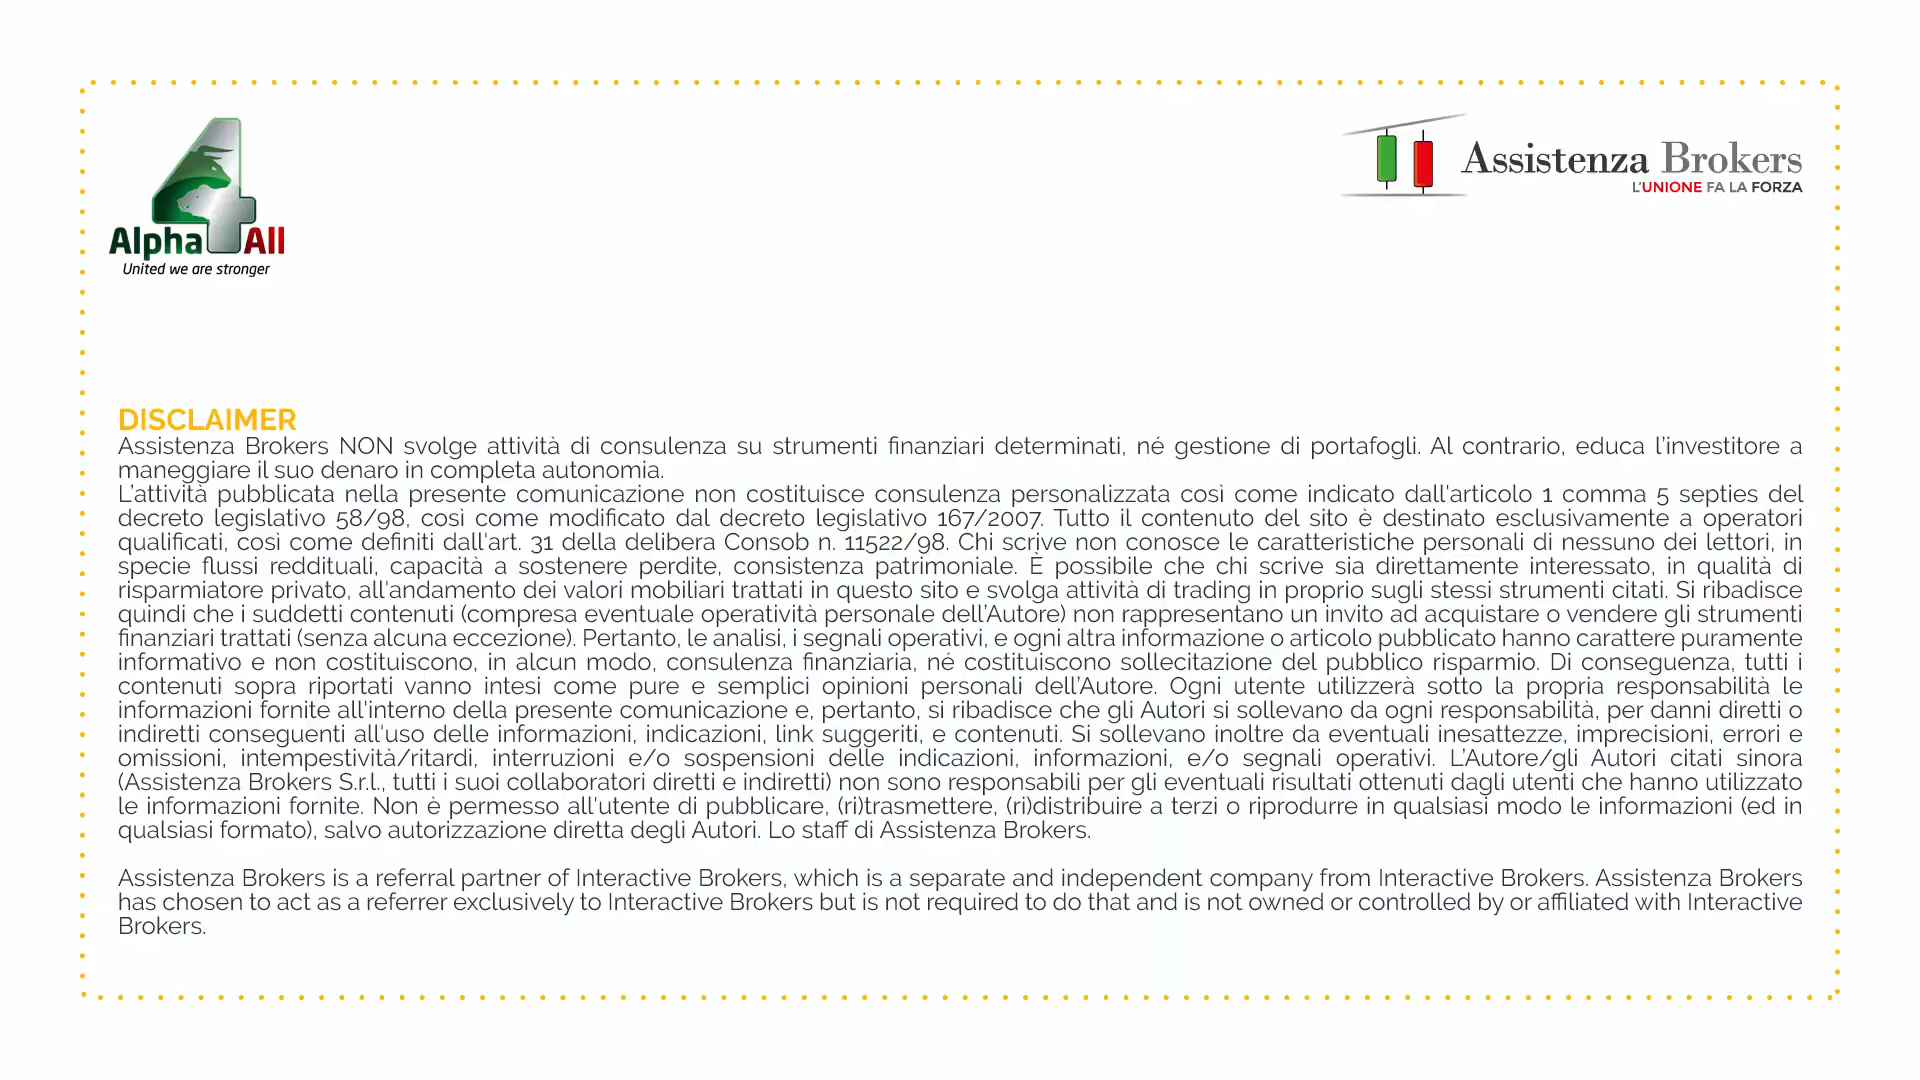 4
Alpha All
United we are stronger
Assistenza Brokers
L'UNIONE FA LA FORZA
DISCLAIMER
Assistenza Brokers NON svolge attività di consulenza su strumenti finanziari determinati, né gestione di portafogli. Al contrario, educa l’investitore a
maneggiare il suo denaro in completa autonomia.
L’attività pubblicata nella presente comunicazione non costituisce consulenza personalizzata così come indicato dall'articolo 1 comma 5 septies del
decreto legislativo 58/98, così come modificato dal decreto legislativo 167/2007. Tutto il contenuto del sito è destinato esclusivamente a operatori
qualificati, così come definiti dall'art. 31 della delibera Consob n. 11522/98. Chi scrive non conosce le caratteristiche personali di nessuno dei lettori, in
specie flussi reddituali, capacità a sostenere perdite, consistenza patrimoniale. È possibile che chi scrive sia direttamente interessato, in qualità di
risparmiatore privato, all'andamento dei valori mobiliari trattati in questo sito e svolga attività di trading in proprio sugli stessi strumenti citati. Si ribadisce
quindi che i suddetti contenuti (compresa eventuale operatività personale dell’Autore) non rappresentano un invito ad acquistare o vendere gli strumenti
finanziari trattati (senza alcuna eccezione). Pertanto, le analisi, i segnali operativi, e ogni altra informazione o articolo pubblicato hanno carattere puramente
informativo e non costituiscono, in alcun modo, consulenza finanziaria, né costituiscono sollecitazione del pubblico risparmio. Di conseguenza, tutti i
contenuti sopra riportati vanno intesi come pure e semplici opinioni personali dell’Autore. Ogni utente utilizzerà sotto la propria responsabilità le
informazioni fornite all'interno della presente comunicazione e, pertanto, si ribadisce che gli Autori si sollevano da ogni responsabilità, per danni diretti o
indiretti conseguenti all'uso delle informazioni, indicazioni, link suggeriti, e contenuti. Si sollevano inoltre da eventuali inesattezze, imprecisioni, errori e
omissioni, intempestività/ritardi, interruzioni e/o sospensioni delle indicazioni, informazioni, e/o segnali operativi. L’Autore/gli Autori citati sinora
(Assistenza Brokers S.r.l., tutti i suoi collaboratori diretti e indiretti) non sono responsabili per gli eventuali risultati ottenuti dagli utenti che hanno utilizzato
le informazioni fornite. Non è permesso all'utente di pubblicare, (ri)trasmettere, (ri)distribuire a terzi o riprodurre in qualsiasi modo le informazioni (ed in
qualsiasi formato), salvo autorizzazione diretta degli Autori. Lo staff di Assistenza Brokers.
Assistenza Brokers is a referral partner of Interactive Brokers, which is a separate and independent company from Interactive Brokers. Assistenza Brokers
has chosen to act as a referrer exclusively to Interactive Brokers but is not required to do that and is not owned or controlled by or affiliated with Interactive
Brokers.